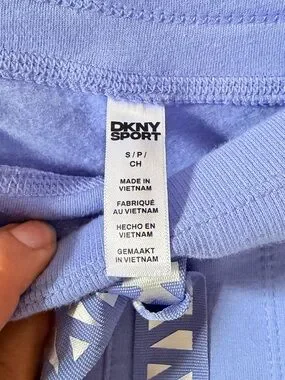 DKNY
SPORT
S/P/
CH
MADE IN
VIETNAM
FABRIQUÉ
AU VIETNAM
HECHO EN
VIETNAM
GEMAAKT
IN VIETNAM